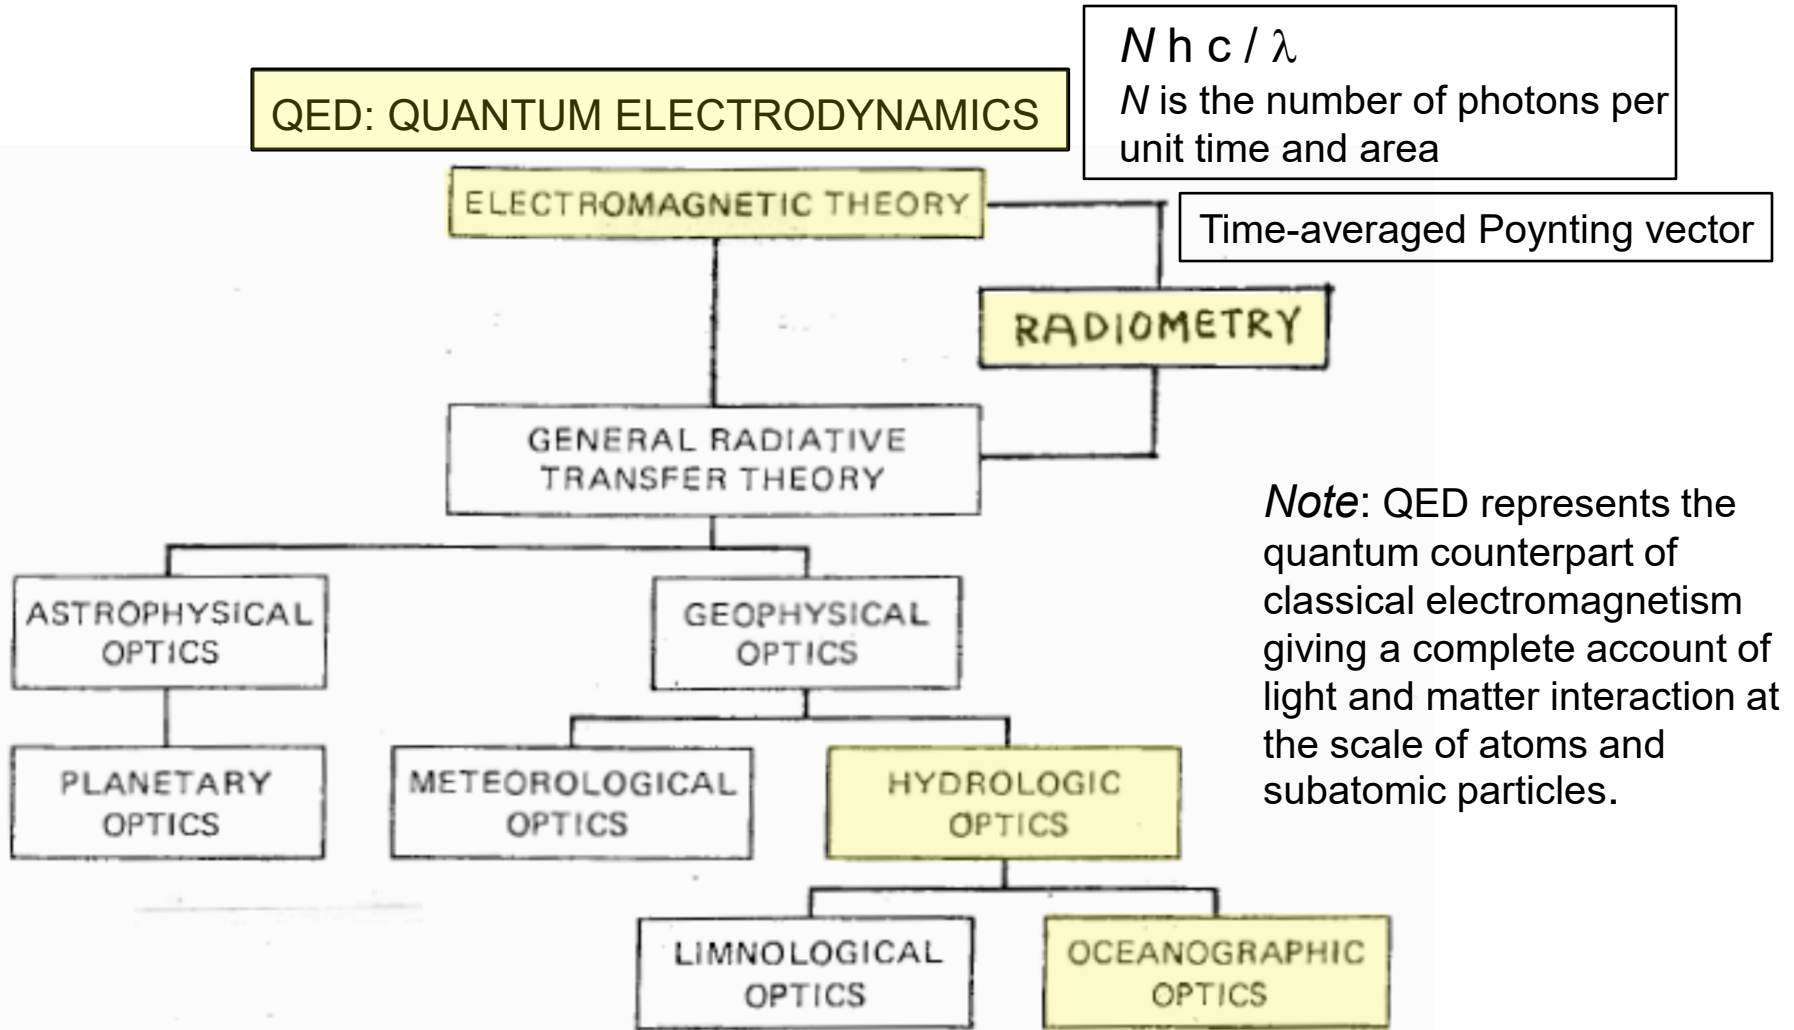 N h c / λ
N is the number of photons per
unit time and area
QED: QUANTUM ELECTRODYNAMICS
ELECTROMAGNETIC THEORY
Time-averaged Poynting vector
RADIOMETRY
GENERAL RADIATIVE
TRANSFER THEORY
Note: QED represents the
quantum counterpart of
classical electromagnetism
giving a complete account of
light and matter interaction at
the scale of atoms and
subatomic particles.
ASTROPHYSICAL
OPTICS
GEOPHYSICAL
OPTICS
PLANETARY
OPTICS
METEOROLOGICAL
OPTICS
HYDROLOGIC
OPTICS
LIMNOLOGICAL
OPTICS
OCEANOGRAPHIC
OPTICS